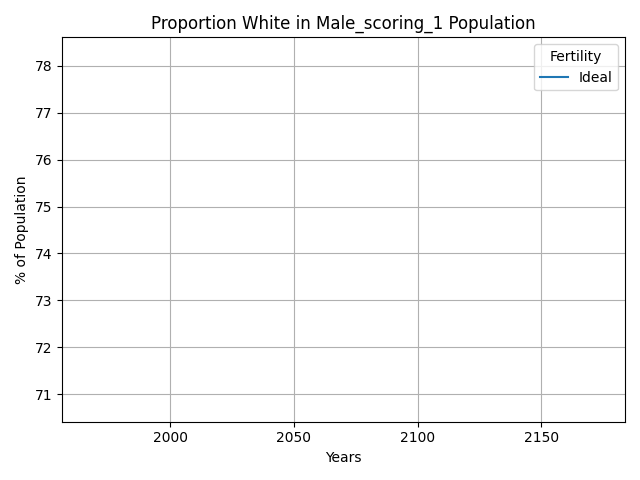 Proportion White in Male_scoring_1 Population
Fertility
Ideal
78
77
76
75
74
73
72
71
% of Population
2000 2050 2100 2150
Years